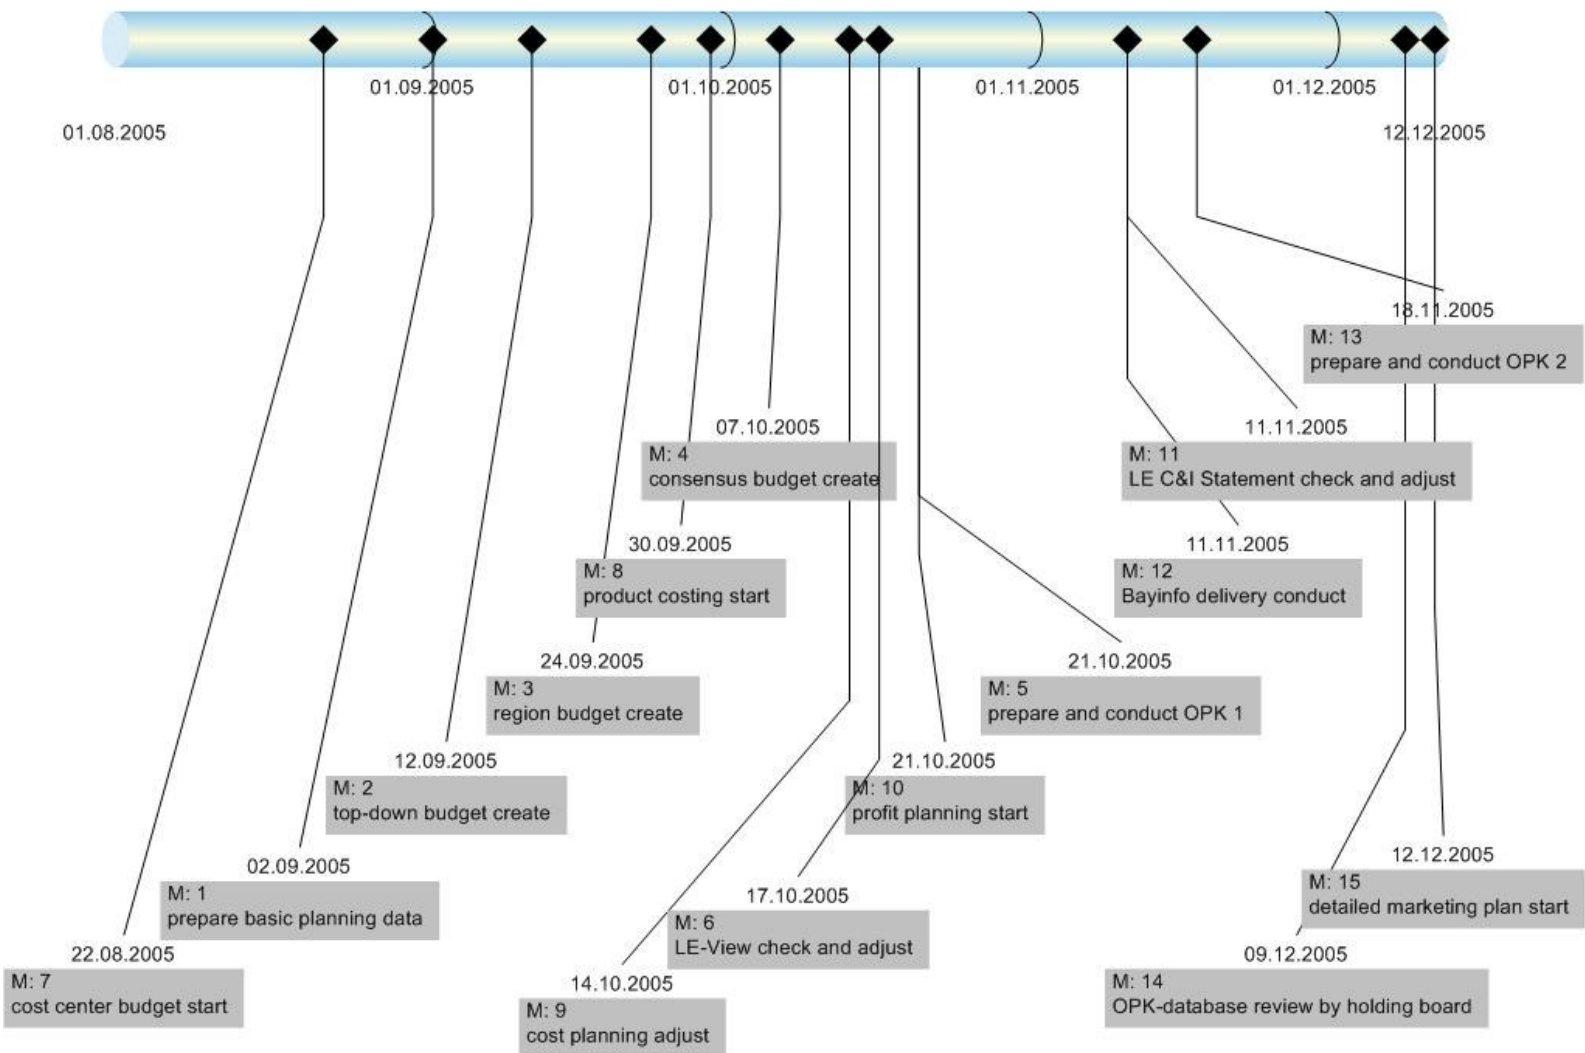 01.09.2005
01.10.2005
01.11.2005
01.12.2005
01.08.2005
12.12.2005
18.11.2005
M: 13
prepare and conduct OPK 2
07.10.2005
M: 4
consensus budget create
11.11.2005
M: 11
LE C&I Statement check and adjust
30.09.2005
M: 8
product costing start
11.11.2005
M: 12
Bayinfo delivery conduct
24.09.2005
M: 3
region budget create
21.10.2005
M: 5
prepare and conduct OPK 1
12.09.2005
M: 2
top-down budget create
21.10.2005
M: 10
profit planning start
02.09.2005
M: 1
prepare basic planning data
12.12.2005
M: 15
detailed marketing plan start
17.10.2005
M: 6
LE-View check and adjust
22.08.2005
M: 7
cost center budget start
09.12.2005
M: 14
OPK-database review by holding board
14.10.2005
M: 9
cost planning adjust